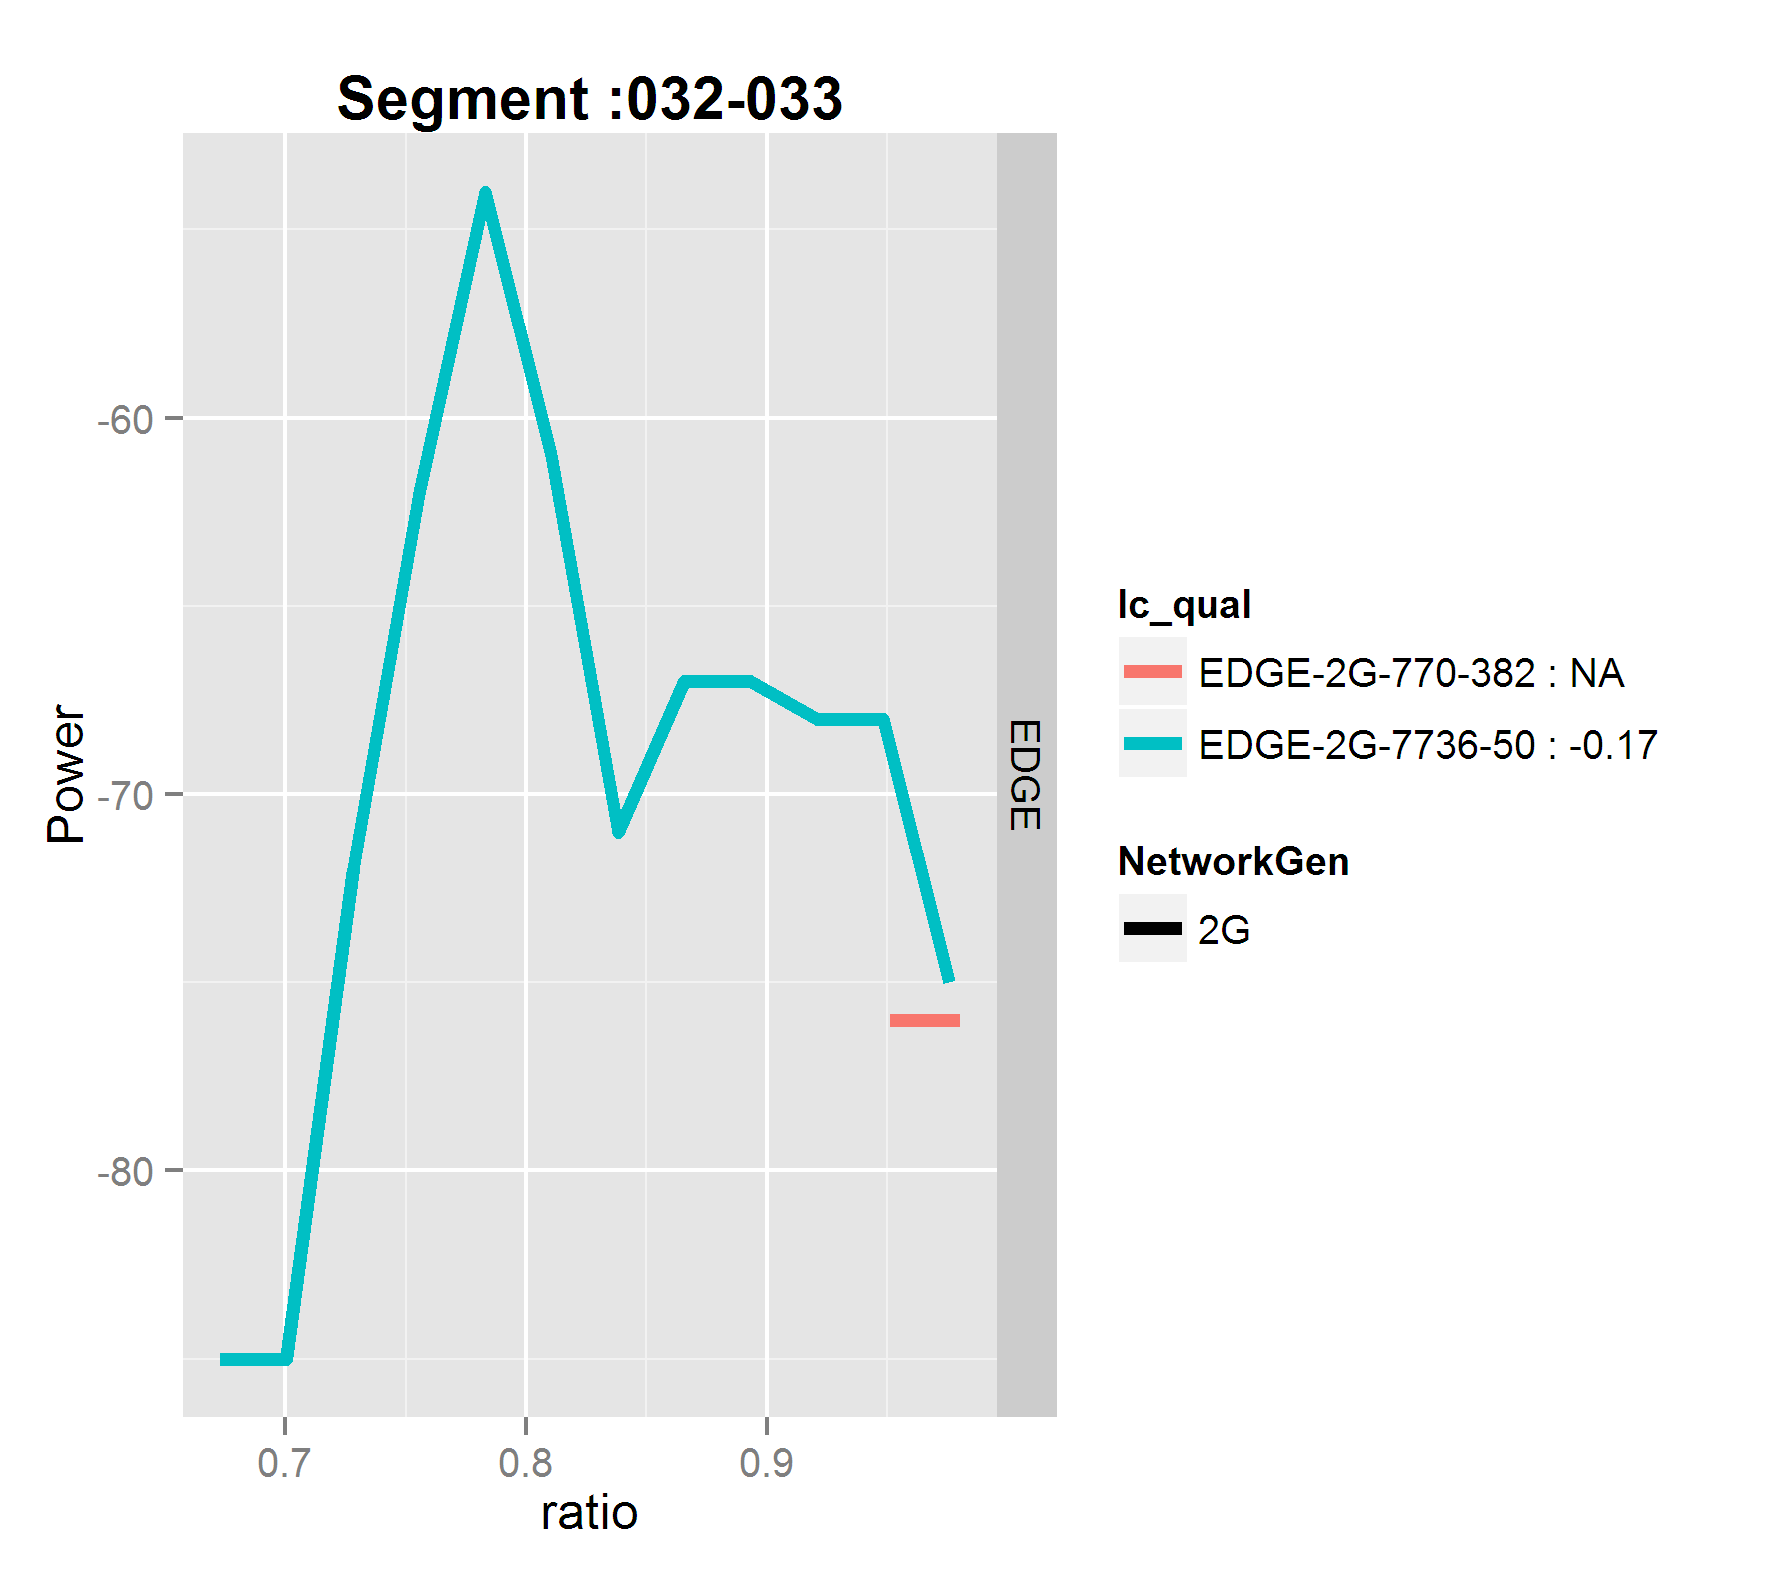 Segment :032-033
Power
-60
-70
-80
0.7 0.8 0.9
ratio
EDGE
lc_qual
EDGE-2G-770-382 : NA
EDGE-2G-7736-50 : -0.17
NetworkGen
2G